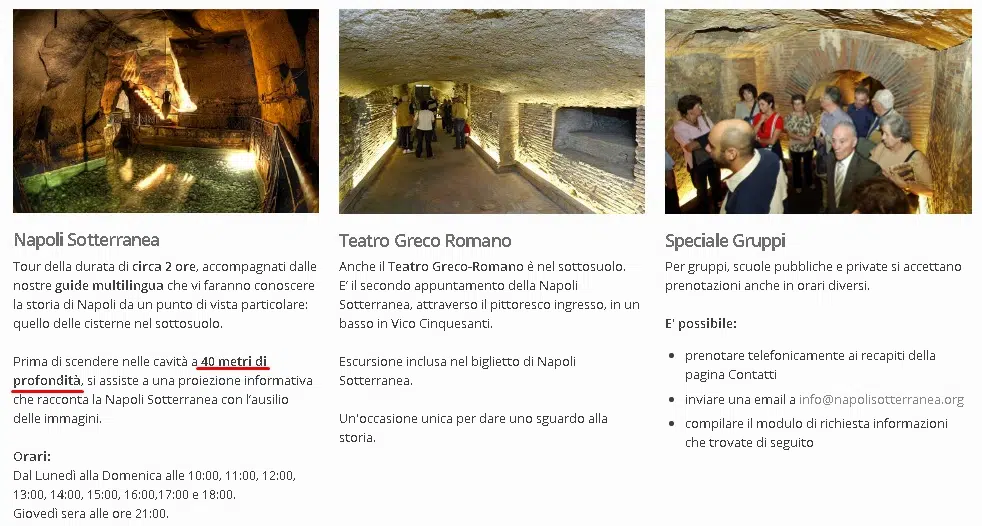 Napoli Sotterranea
Tour della durata di circa 2 ore, accompagnati dalle
nostre guide multilingua che vi faranno conoscere
la storia di Napoli da un punto di vista particolare:
quello delle cisterne nel sottosuolo.
Prima di scendere nelle cavità a 40 metri di
profondità, si assiste a una proiezione informativa
che racconta la Napoli Sotterranea con l'ausilio
delle immagini.
Orari:
Dal Lunedì alla Domenica alle 10:00, 11:00, 12:00,
13:00, 14:00, 15:00, 16:00,17:00 e 18:00.
Giovedì sera alle ore 21:00.
Teatro Greco Romano
Anche il Teatro Greco-Romano è nel sottosuolo.
E' il secondo appuntamento della Napoli
Sotterranea, attraverso il pittoresco ingresso, in un
basso in Vico Cinquesanti.
Escursione inclusa nel biglietto di Napoli
Sotterranea.
Un'occasione unica per dare uno sguardo alla
storia.
Speciale Gruppi
Per gruppi, scuole pubbliche e private si accettano
prenotazioni anche in orari diversi.
E' possibile:
prenotare telefonicamente ai recapiti della
pagina Contatti
inviare una email a info@napolisotterranea.org
compilare il modulo di richiesta informazioni
che trovate di seguito